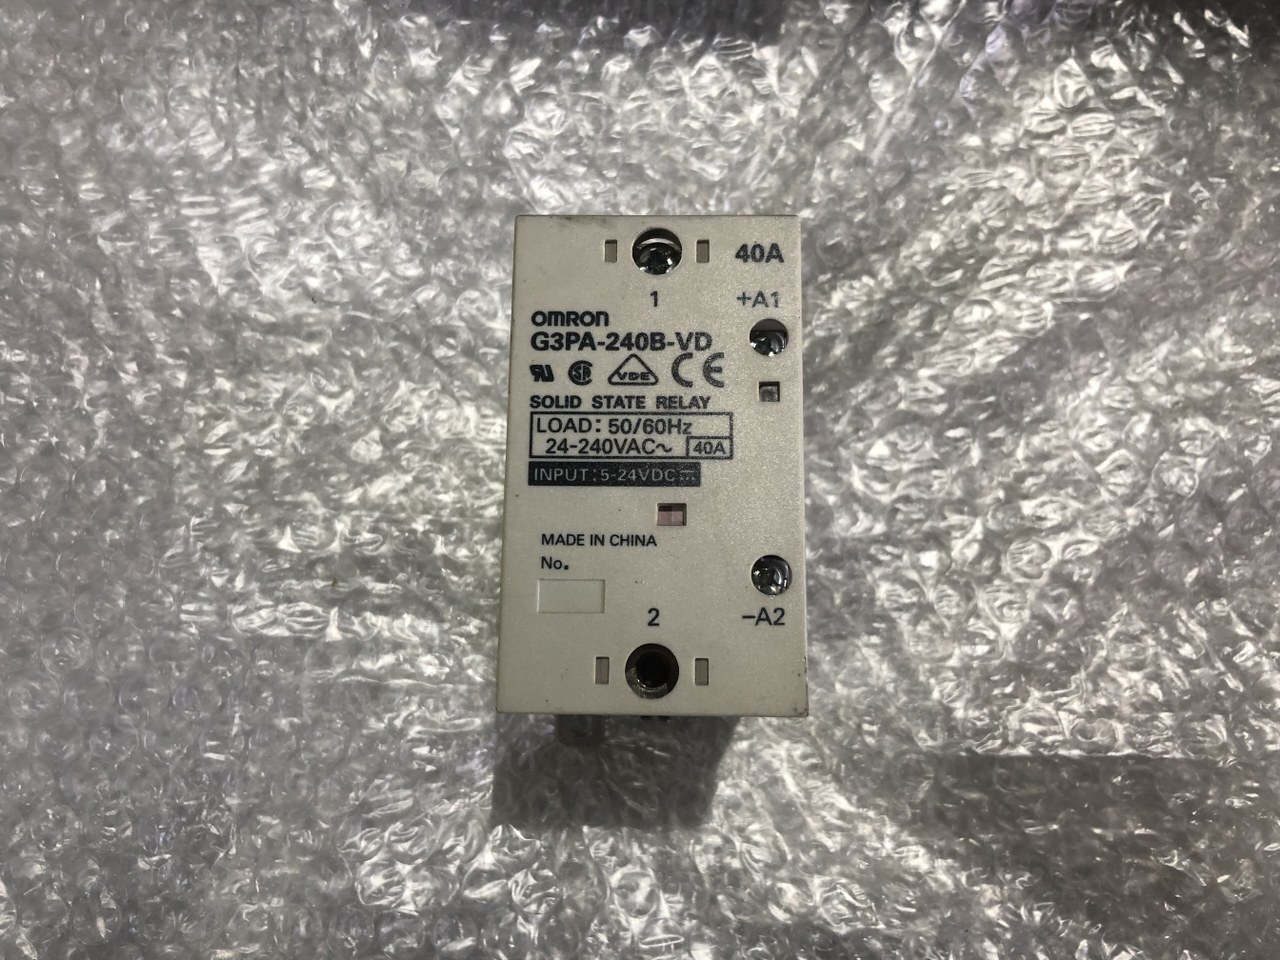 40A
1
+A1
OMRON
G3PA-240B-VD
VDE CE
SOLID STATE RELAY
LOAD: 50/60Hz
24-240VAC~ 40A
INPUT: 5-24VDC⎓
MADE IN CHINA
No.
2
-A2